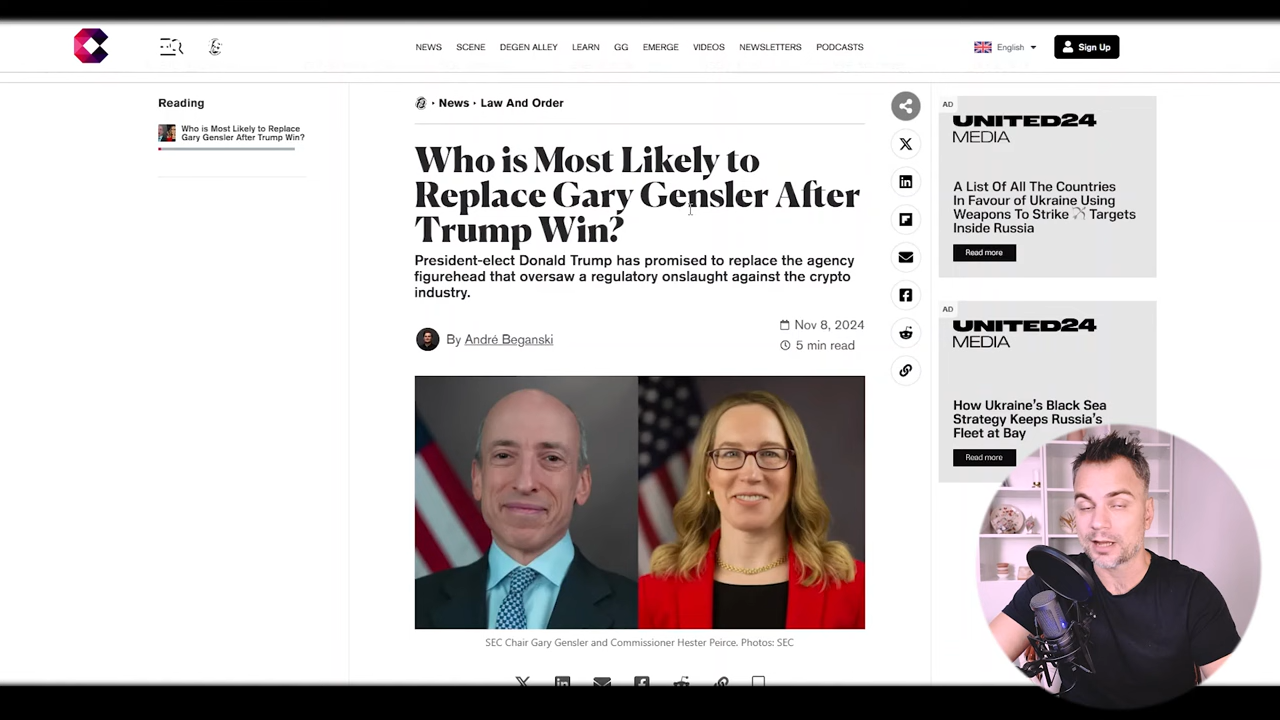 NEWS SCENE DEGEN ALLEY LEARN GG EMERGE VIDEOS NEWSLETTERS PODCASTS
English
Sign Up
Reading
Who is Most Likely to Replace
Gary Gensler After Trump Win?
News · Law And Order
Who is Most Likely to
Replace Gary Gensler After
Trump Win?
President-elect Donald Trump has promised to replace the agency
figurehead that oversaw a regulatory onslaught against the crypto
industry.
By André Beganski
Nov 8, 2024
5 min read
SEC Chair Gary Gensler and Commissioner Hester Peirce. Photos: SEC
AD
UNITED24
MEDIA
A List Of All The Countries
In Favour of Ukraine Using
Weapons To Strike Targets
Inside Russia
Read more
AD
UNITED24
MEDIA
How Ukraine's Black Sea
Strategy Keeps Russia's
Fleet at Bay
Read more